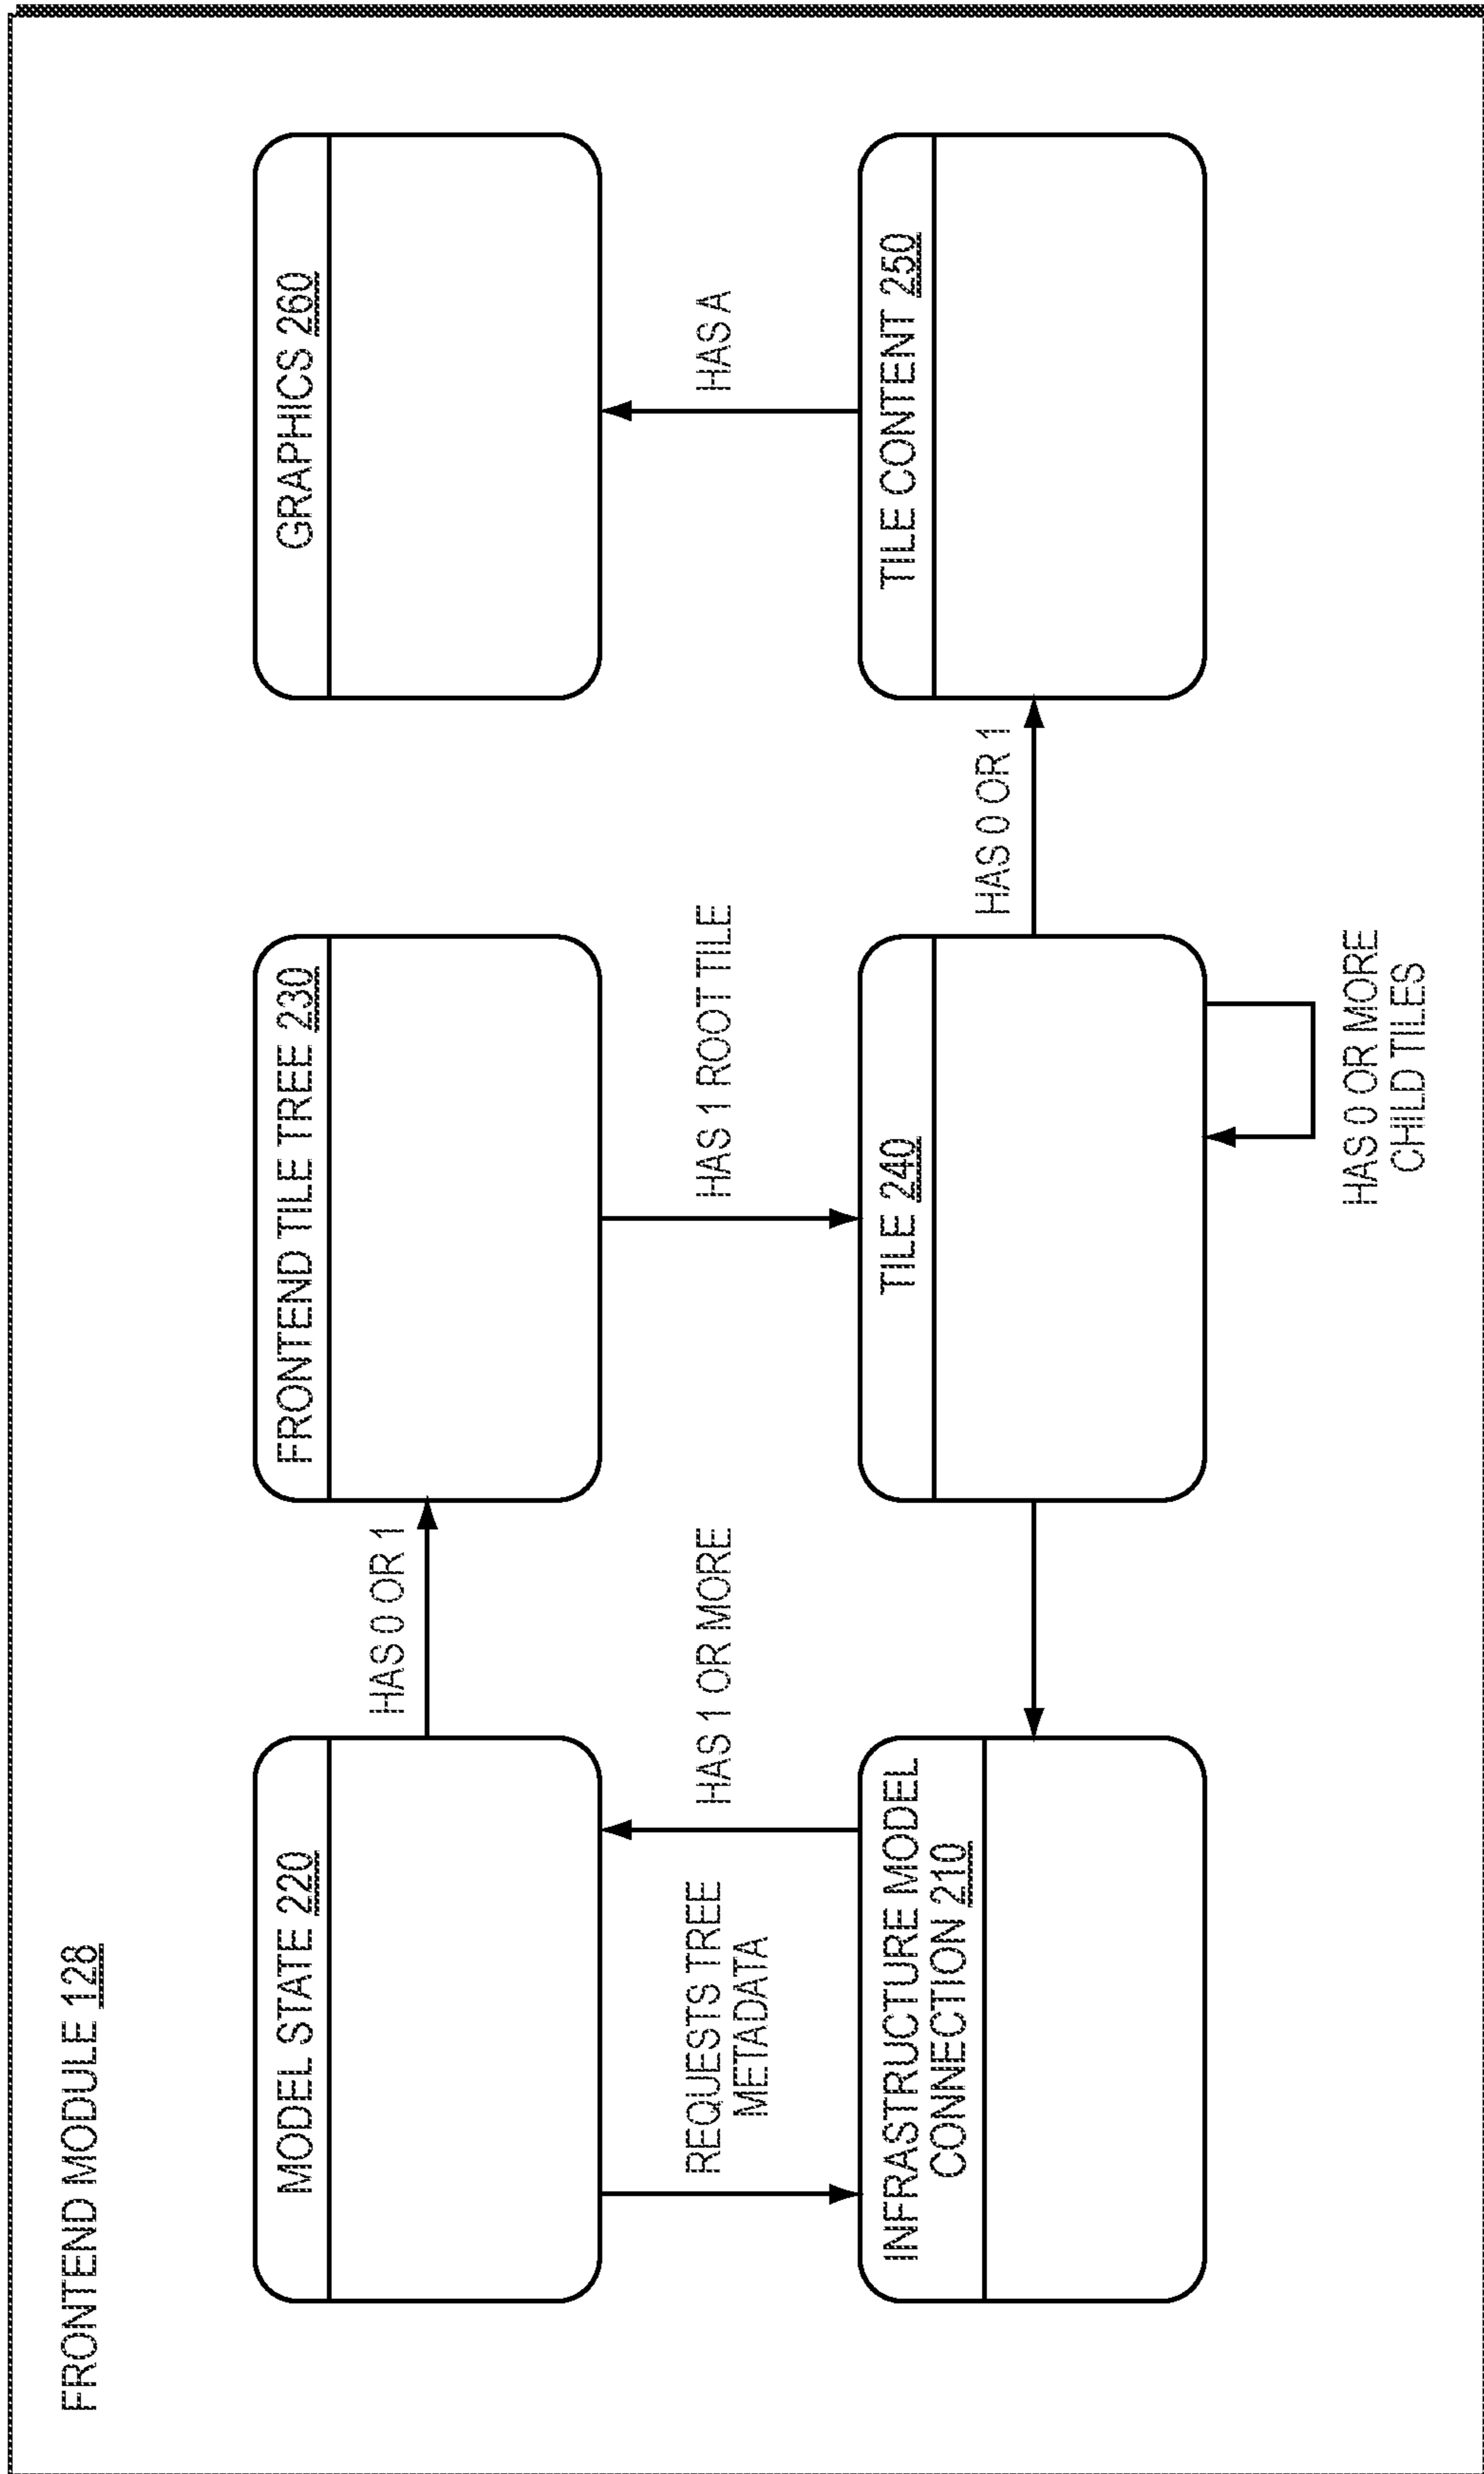 FRONTEND MODULE 128
MODEL STATE 220
HAS 0 OR 1
FRONTEND TILE TREE 230
GRAPHICS 260
REQUESTS TREE
METADATA
HAS 1 OR MORE
HAS 1 ROOT TILE
HAS A
INFRASTRUCTURE MODEL
CONNECTION 210
TILE 240
HAS 0 OR 1
TILE CONTENT 250
HAS 0 OR MORE
CHILD TILES